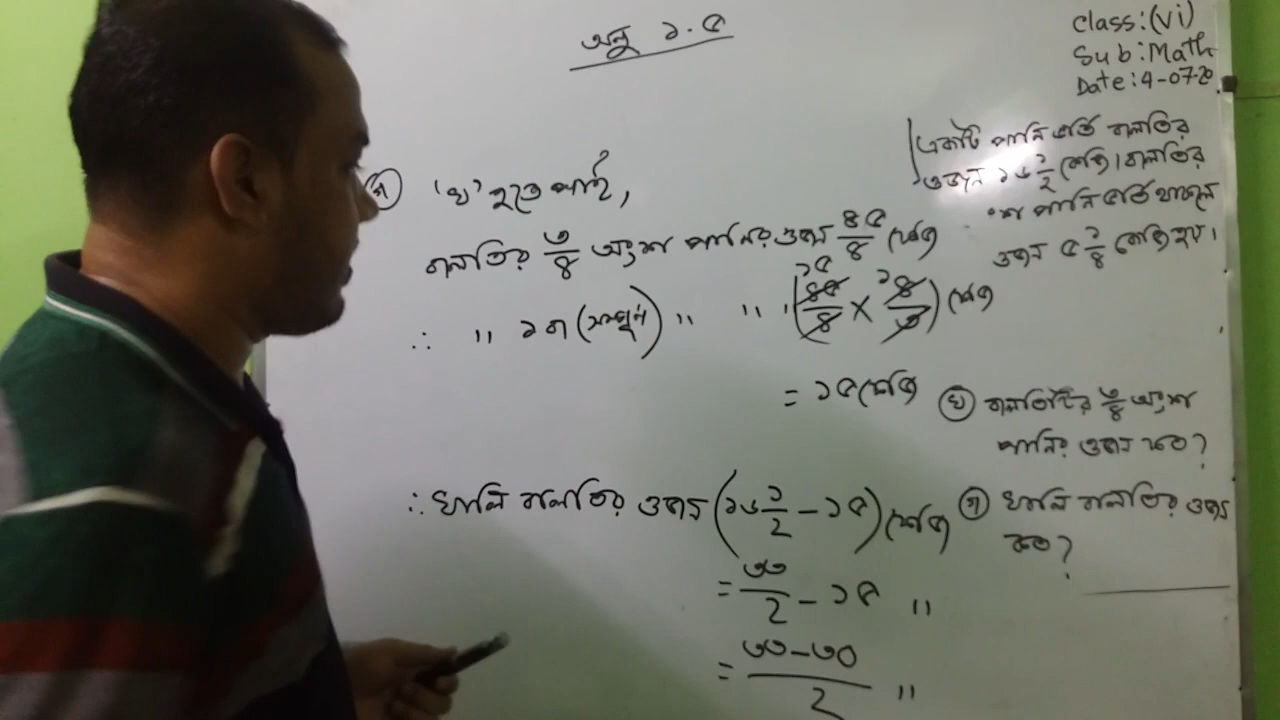 অনু ১.৫
Class:(vi)
Sub:Math
Date:4-07-20
একটি পানি ভর্তি বালতির
ওজন ১৬ ১/২ কেজি। বালতির
অংশ পানি ভর্তি থাকলে
ওজন ৫ ১/৪ কেজি হয়।
গ 'খ' হতে পাই,
বালতির ৩/৪ অংশ পানির ওজন ৪৫/৪ কেজি
∴ " ১ বা (সম্পূর্ণ) " " (৪৫/৪ × ৪/৩) কেজি
১৫ ১
= ১৫ কেজি
খ বালতিটির ৩/৪ অংশ
পানির ওজন কত?
∴ খালি বালতির ওজন (১৬ ১/২ – ১৫) কেজি
গ খালি বালতির ওজন
কত?
= ৩৩/২ – ১৫ "
= ৩৩–৩০/২ "